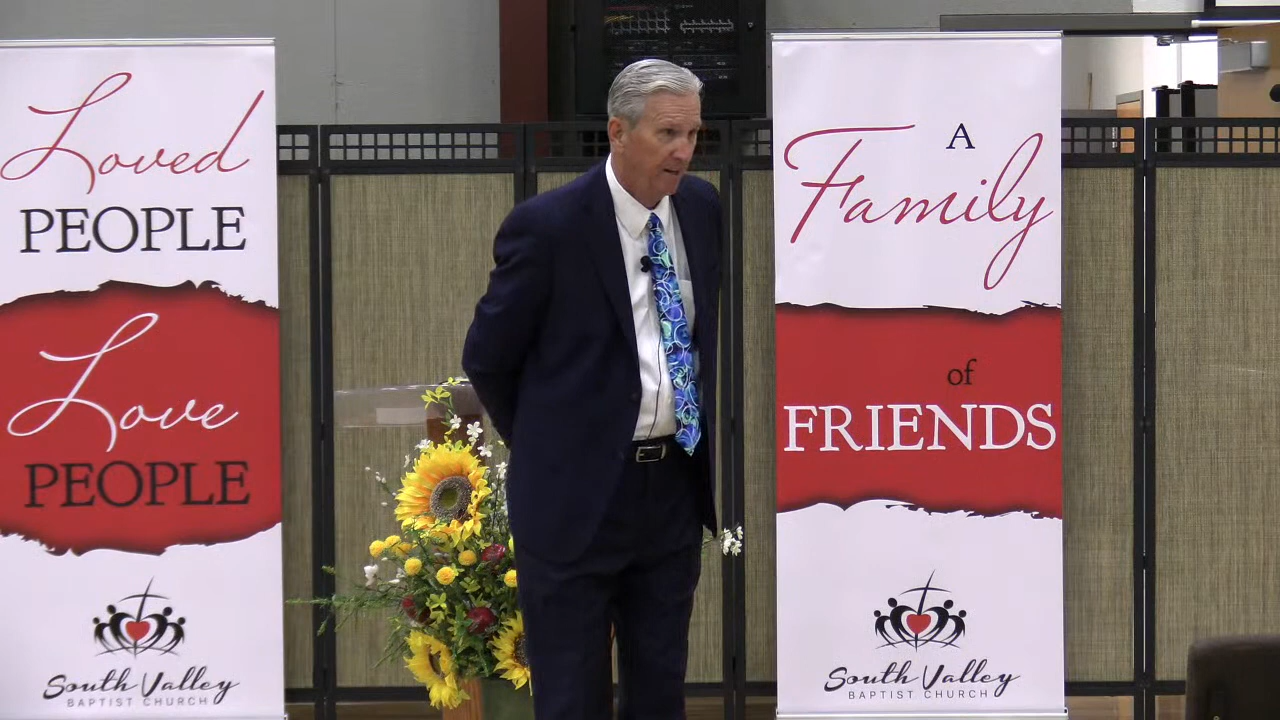 Loved
PEOPLE
Love
PEOPLE
South Valley
BAPTIST CHURCH
A
Family
of
FRIENDS
South Valley
BAPTIST CHURCH